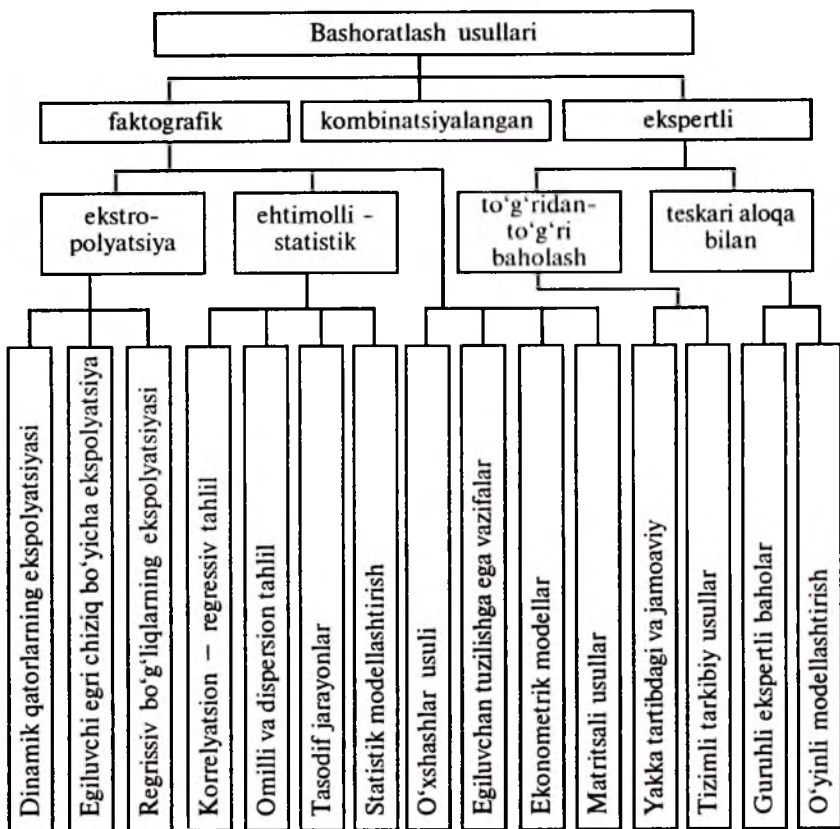 Bashoratlash usullari
faktografik
kombinatsiyalangan
ekspertli
ekstro-
polyatsiya
ehtimolli -
statistik
to‘g‘ridan-
to‘g‘ri
baholash
teskari aloqa
bilan
Dinamik qatorlarning ekspolyatsiyasi
Egiluvchi egri chiziq bo‘yicha ekspolyatsiya
Regrissiv bo‘g‘liqlarning ekspolyatsiyasi
Korrelyatsion — regressiv tahlil
Omilli va dispersion tahlil
Tasodif jarayonlar
Statistik modellashtirish
O‘xshashlar usuli
Egiluvchan tuzilishga ega vazifalar
Ekonometrik modellar
Matritsali usullar
Yakka tartibdagi va jamoaviy
Tizimli tarkibiy usullar
Guruhli ekspertli baholar
O‘yinli modellashtirish